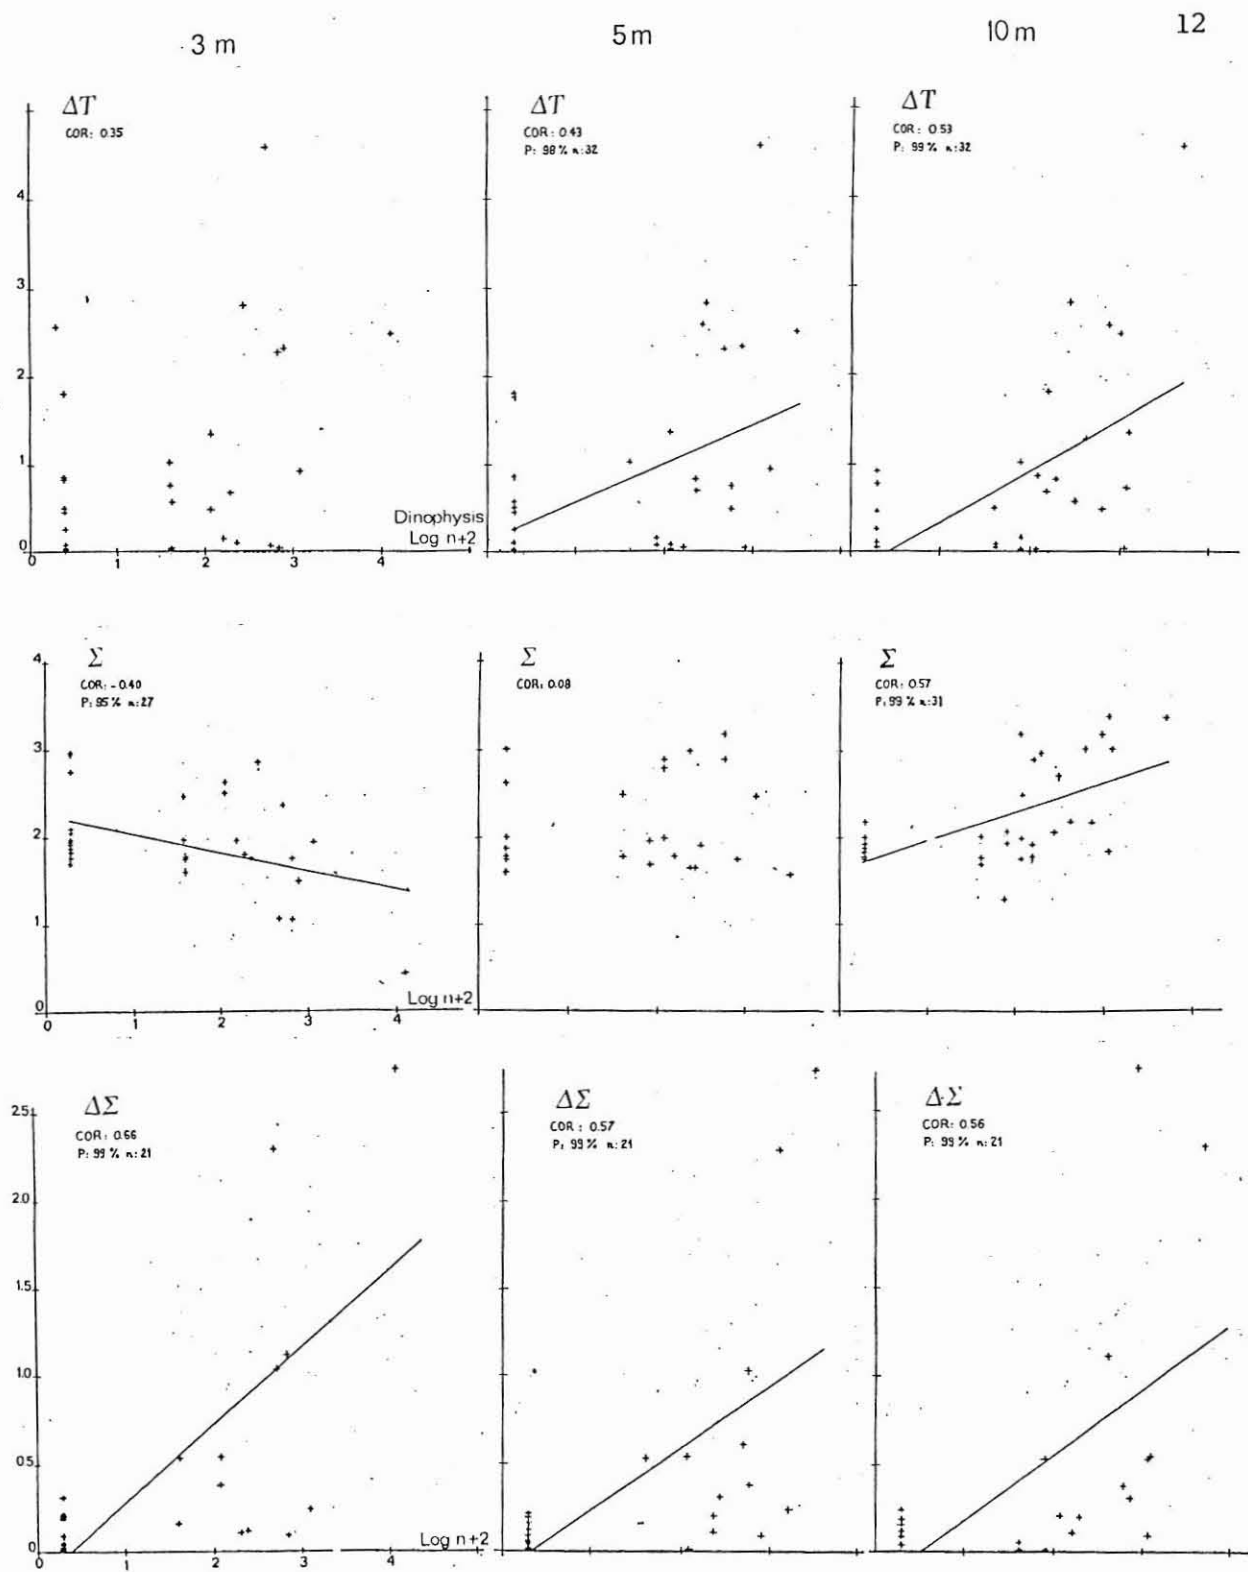 3 m
5m
10 m
12
ΔT
COR: 0.35
ΔT
COR: 0.43
P: 98% n:32
ΔT
COR: 0.53
P: 99% n:32
4
3
2
1
0
Dinophysis
Log n+2
0 1 2 3 4
Σ
COR: -0.40
P: 95% n:27
Σ
COR: 0.08
Σ
COR: 0.57
P: 99% n:31
4
3
2
1
0
Log n+2
0 1 2 3 4
ΔΣ
COR: 0.66
P: 99% n:21
ΔΣ
COR: 0.57
P: 99% n:21
ΔΣ
COR: 0.56
P: 99% n:21
2.5
2.0
1.5
1.0
0.5
0
Log n+2
0 1 2 3 4